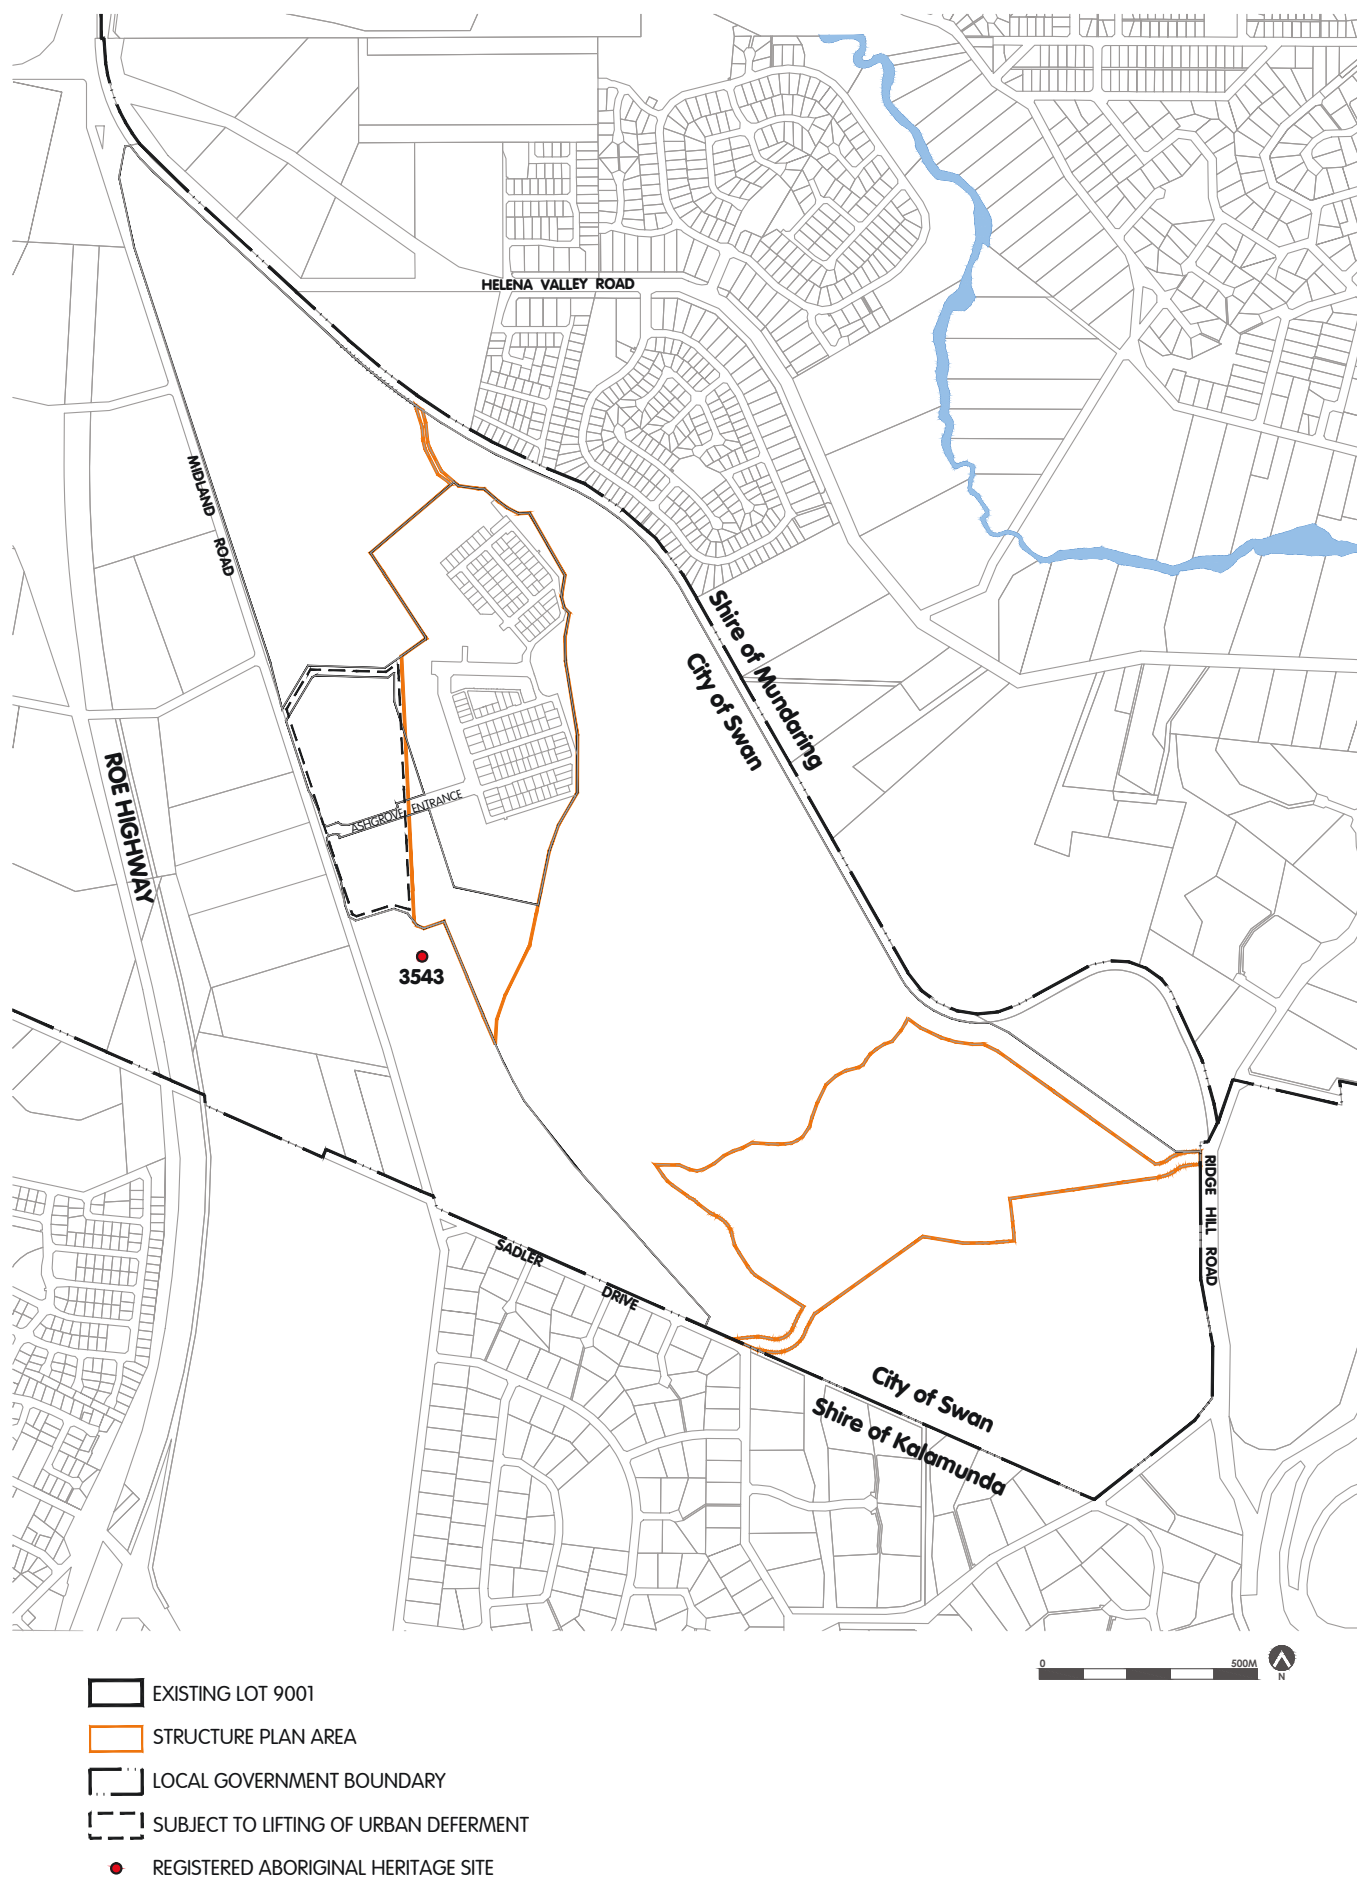 HELENA VALLEY ROAD
MIDLAND ROAD
Shire of Mundaring
City of Swan
ROE HIGHWAY
ASHGROVE ENTRANCE
3543
RIDGE HILL ROAD
SADLER DRIVE
City of Swan
Shire of Kalamunda
0 500M
N
EXISTING LOT 9001
STRUCTURE PLAN AREA
LOCAL GOVERNMENT BOUNDARY
SUBJECT TO LIFTING OF URBAN DEFERMENT
REGISTERED ABORIGINAL HERITAGE SITE